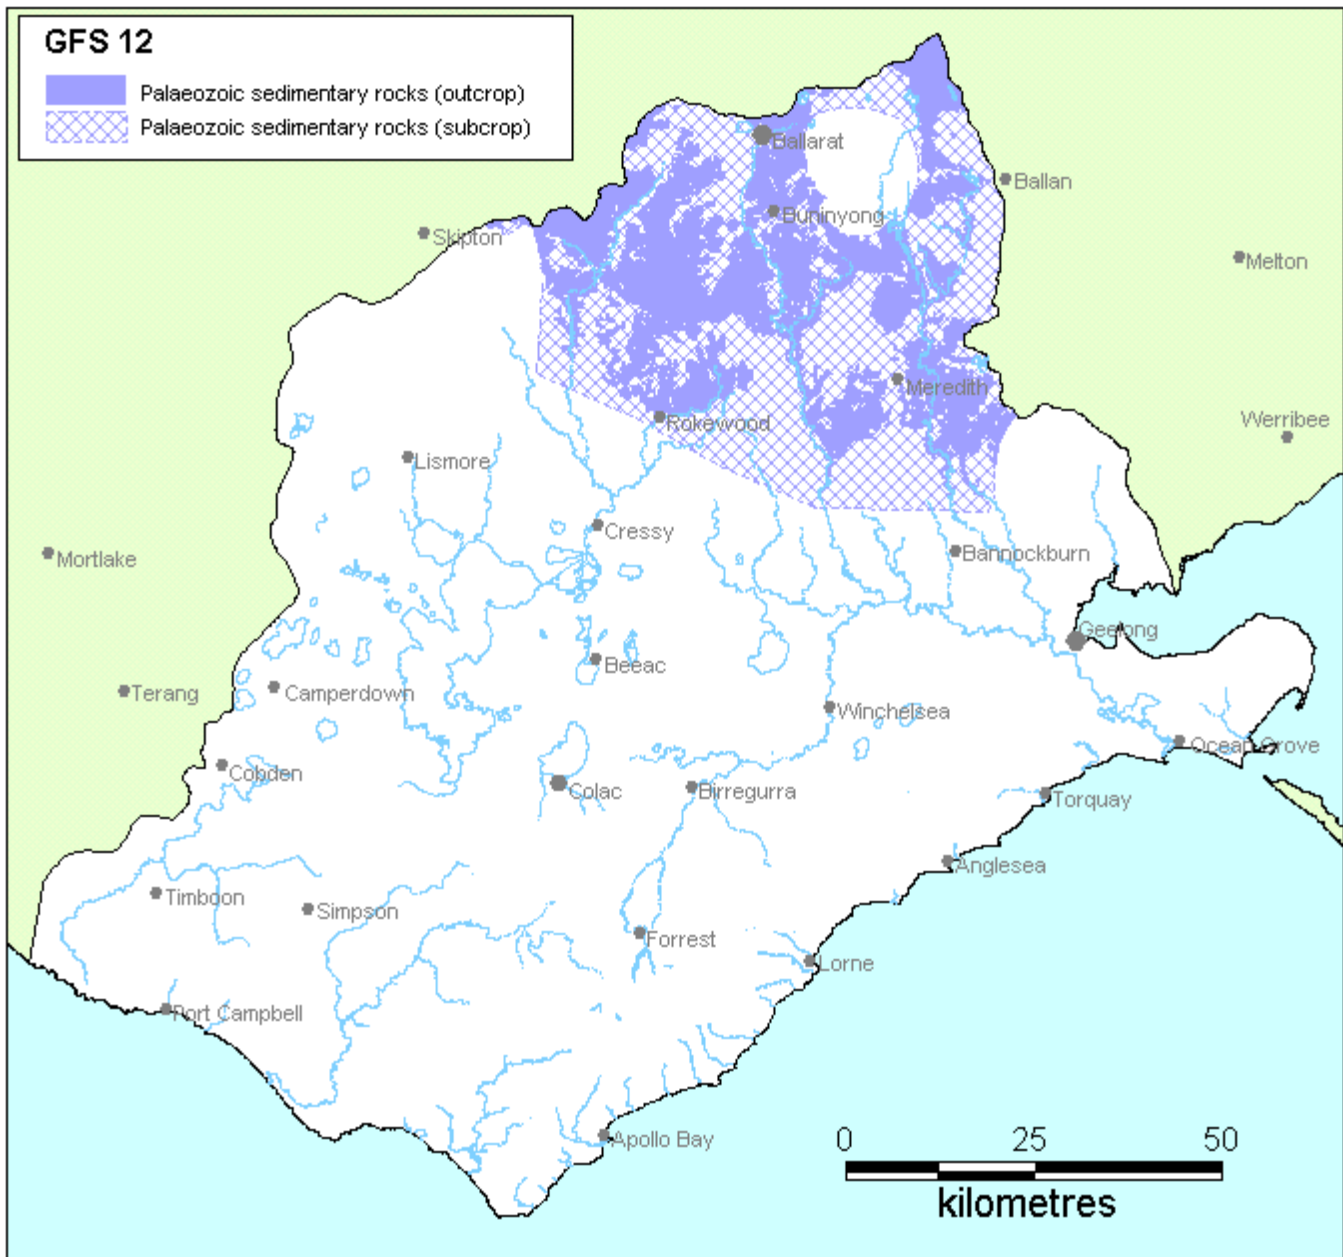 GFS 12
Palaeozoic sedimentary rocks (outcrop)
Palaeozoic sedimentary rocks (subcrop)
Ballarat
Ballan
Buninyong
Skipton
Melton
Meredith
Rokewood
Werribee
Lismore
Cressy
Bannockburn
Mortlake
Geelong
Beeac
Terang
Camperdown
Winchelsea
Ocean Grove
Cobden
Colac
Birregurra
Torquay
Anglesea
Timboon
Simpson
Forrest
Lorne
Port Campbell
Apollo Bay
0 25 50
kilometres